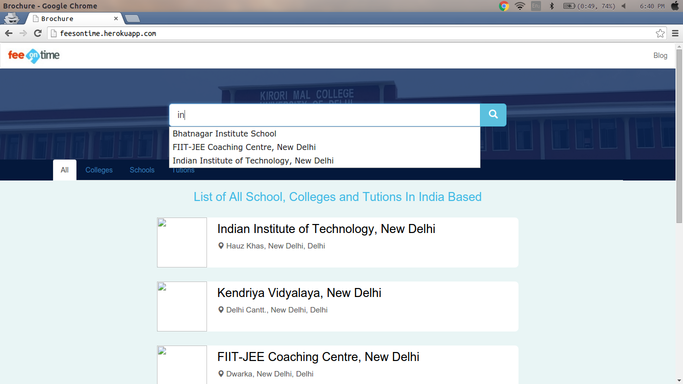 Brochure - Google Chrome
(0:49, 74%) 6:40 PM
Brochure
feesontime.herokuapp.com
fee on time
Blog
KIRORI MAL COLLEGE
UNIVERSITY OF DELHI
in
Bhatnagar Institute School
FIIT-JEE Coaching Centre, New Delhi
Indian Institute of Technology, New Delhi
All Colleges Schools Tutions
List of All School, Colleges and Tutions In India Based
Indian Institute of Technology, New Delhi
Hauz Khas, New Delhi, Delhi
Kendriya Vidyalaya, New Delhi
Delhi Cantt., New Delhi, Delhi
FIIT-JEE Coaching Centre, New Delhi
Dwarka, New Delhi, Delhi